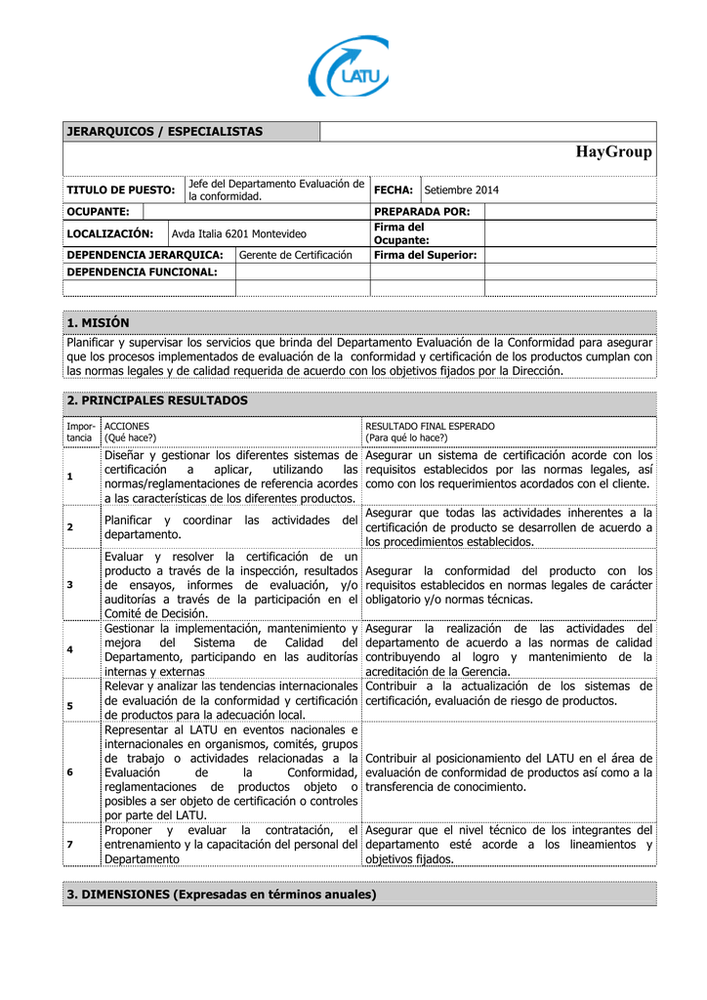 LATU
JERARQUICOS / ESPECIALISTAS
HayGroup
TITULO DE PUESTO:
Jefe del Departamento Evaluación de
la conformidad.
FECHA:
Setiembre 2014
OCUPANTE:
PREPARADA POR:
LOCALIZACIÓN:
Avda Italia 6201 Montevideo
Firma del
Ocupante:
DEPENDENCIA JERARQUICA:
Gerente de Certificación
Firma del Superior:
DEPENDENCIA FUNCIONAL:
1. MISIÓN
Planificar y supervisar los servicios que brinda del Departamento Evaluación de la Conformidad para asegurar
que los procesos implementados de evaluación de la conformidad y certificación de los productos cumplan con
las normas legales y de calidad requerida de acuerdo con los objetivos fijados por la Dirección.
2. PRINCIPALES RESULTADOS
Impor-
tancia
ACCIONES
(Qué hace?)
RESULTADO FINAL ESPERADO
(Para qué lo hace?)
1
Diseñar y gestionar los diferentes sistemas de
certificación a aplicar, utilizando las
normas/reglamentaciones de referencia acordes
a las características de los diferentes productos.
Asegurar un sistema de certificación acorde con los
requisitos establecidos por las normas legales, así
como con los requerimientos acordados con el cliente.
2
Planificar y coordinar las actividades del
departamento.
Asegurar que todas las actividades inherentes a la
certificación de producto se desarrollen de acuerdo a
los procedimientos establecidos.
3
Evaluar y resolver la certificación de un
producto a través de la inspección, resultados
de ensayos, informes de evaluación, y/o
auditorías a través de la participación en el
Comité de Decisión.
Asegurar la conformidad del producto con los
requisitos establecidos en normas legales de carácter
obligatorio y/o normas técnicas.
4
Gestionar la implementación, mantenimiento y
mejora del Sistema de Calidad del
Departamento, participando en las auditorías
internas y externas
Asegurar la realización de las actividades del
departamento de acuerdo a las normas de calidad
contribuyendo al logro y mantenimiento de la
acreditación de la Gerencia.
5
Relevar y analizar las tendencias internacionales
de evaluación de la conformidad y certificación
de productos para la adecuación local.
Contribuir a la actualización de los sistemas de
certificación, evaluación de riesgo de productos.
6
Representar al LATU en eventos nacionales e
internacionales en organismos, comités, grupos
de trabajo o actividades relacionadas a la
Evaluación de la Conformidad,
reglamentaciones de productos objeto o
posibles a ser objeto de certificación o controles
por parte del LATU.
Contribuir al posicionamiento del LATU en el área de
evaluación de conformidad de productos así como a la
transferencia de conocimiento.
7
Proponer y evaluar la contratación, el
entrenamiento y la capacitación del personal del
Departamento
Asegurar que el nivel técnico de los integrantes del
departamento esté acorde a los lineamientos y
objetivos fijados.
3. DIMENSIONES (Expresadas en términos anuales)